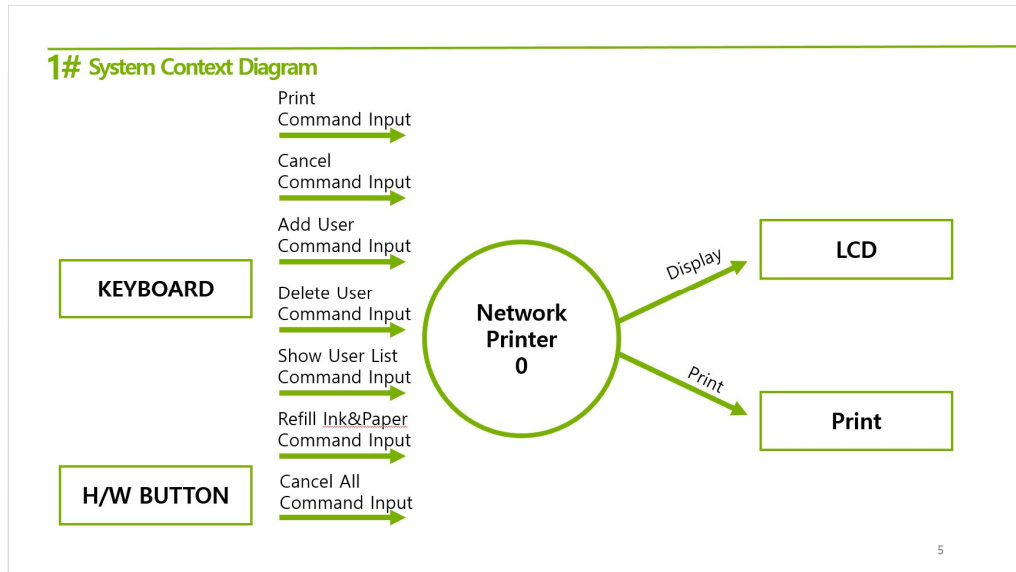 1# System Context Diagram
Print
Command Input
Cancel
Command Input
Add User
Command Input
KEYBOARD
Delete User
Command Input
Show User List
Command Input
Refill Ink&Paper
Command Input
H/W BUTTON
Cancel All
Command Input
Network
Printer
0
Display
LCD
Print
Print
5